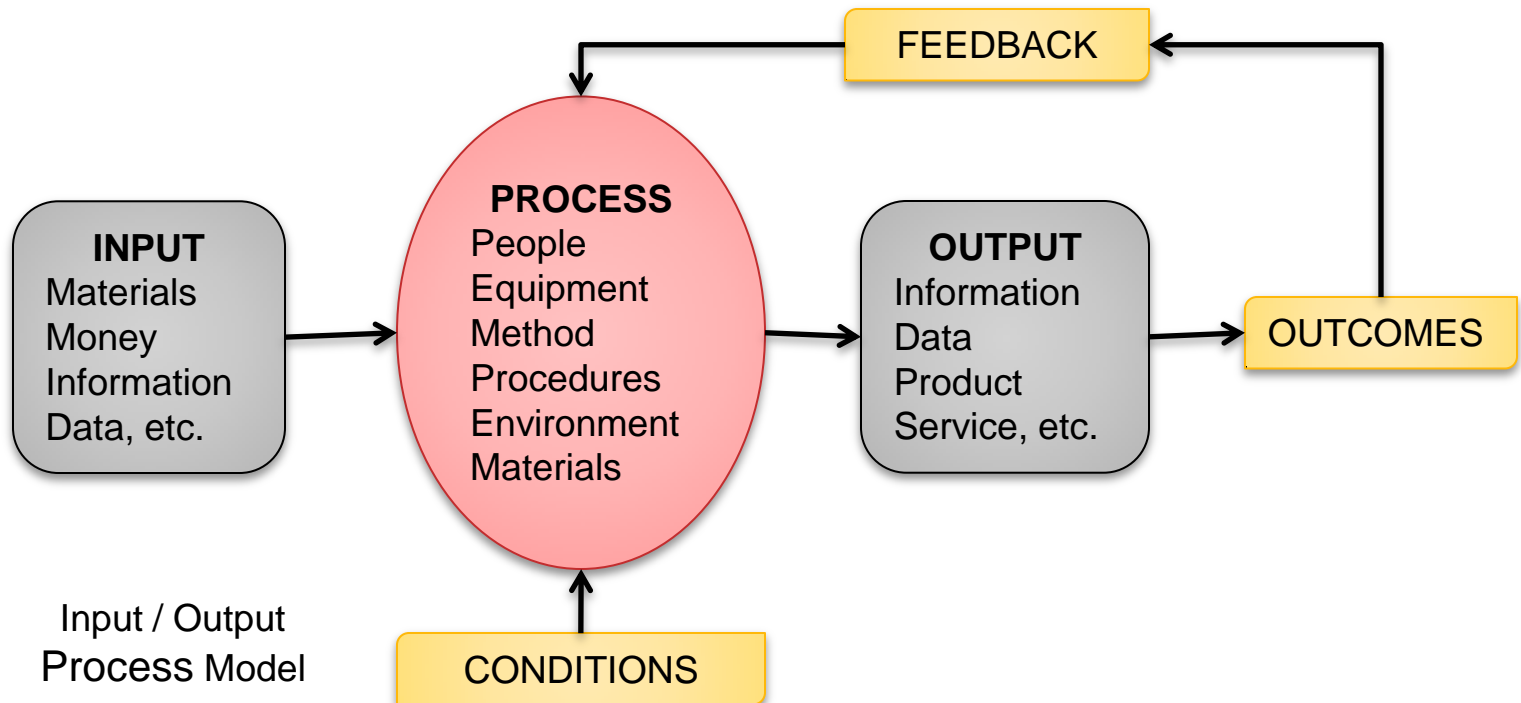 FEEDBACK
INPUT
Materials
Money
Information
Data, etc.
PROCESS
People
Equipment
Method
Procedures
Environment
Materials
OUTPUT
Information
Data
Product
Service, etc.
OUTCOMES
CONDITIONS
Input / Output
Process Model